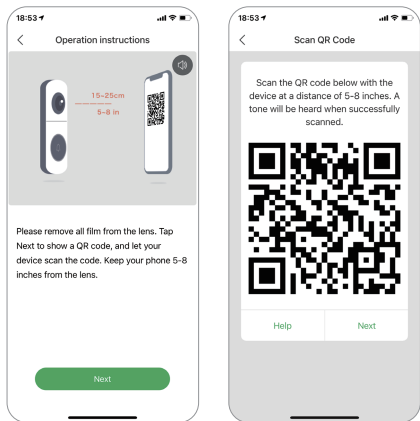 18:53
Operation instructions
15-25cm
5-8 in
Please remove all film from the lens. Tap
Next to show a QR code, and let your
device scan the code. Keep your phone 5-8
inches from the lens.
Next
18:53
Scan QR Code
Scan the QR code below with the
device at a distance of 5-8 inches. A
tone will be heard when successfully
scanned.
Help
Next